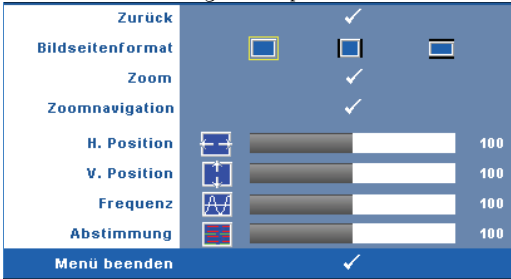 Zurück
Bildseitenformat
Zoom
Zoomnavigation
H. Position 100
V. Position 100
Frequenz 100
Abstimmung 100
Menü beenden